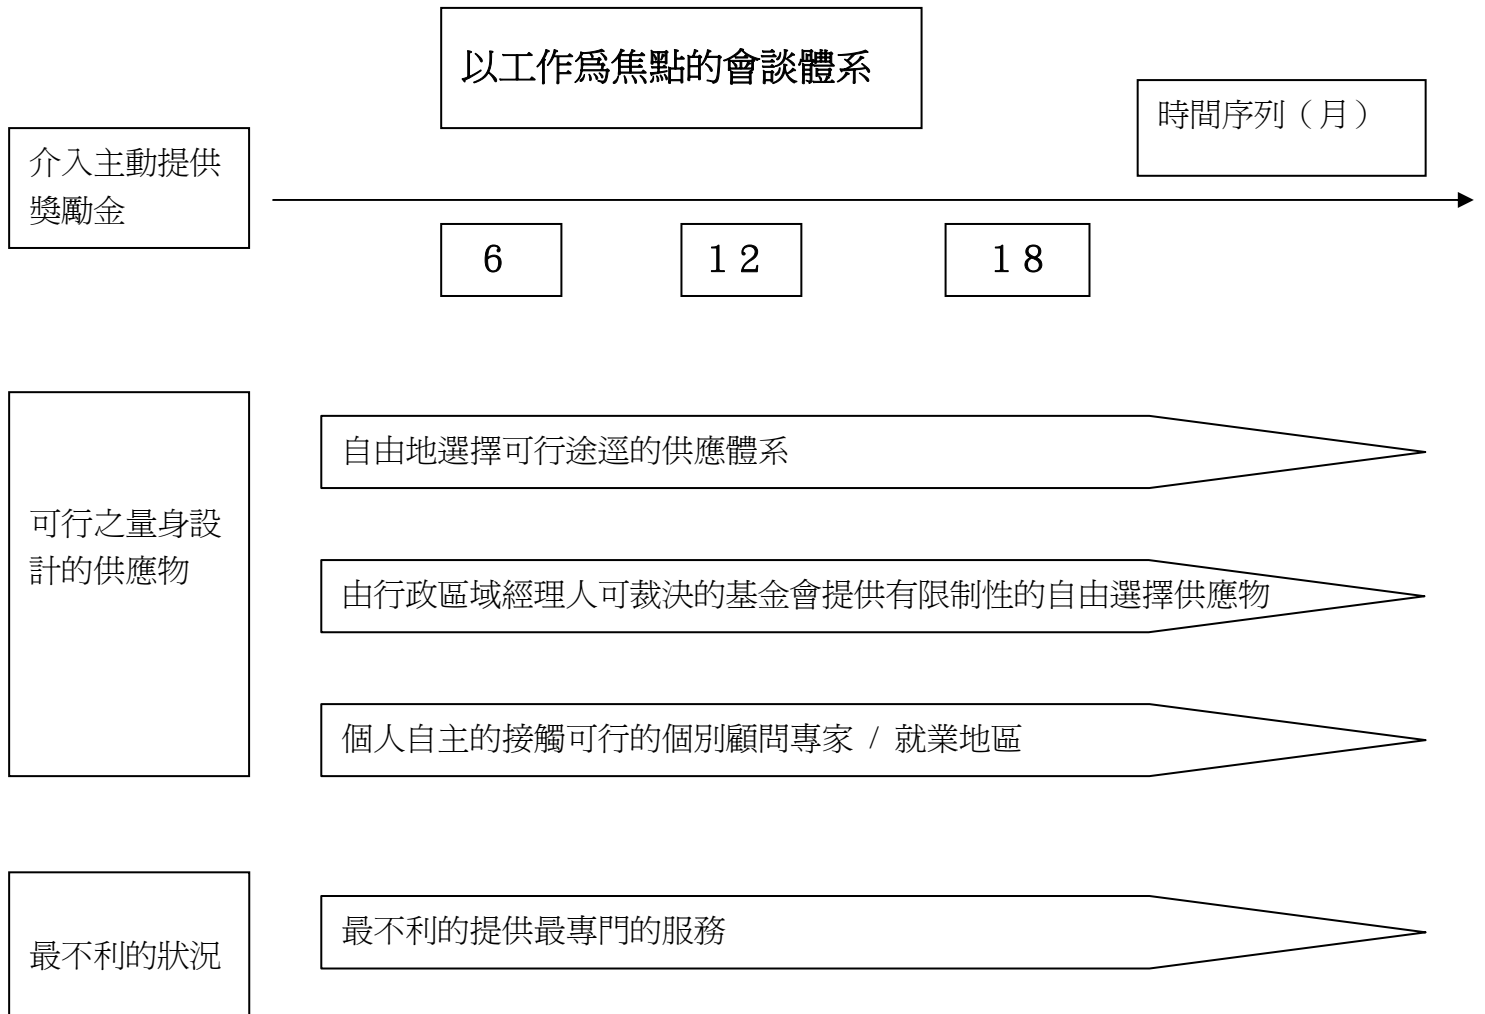 以工作為焦點的會談體系
時間序列（月）
介入主動提供
獎勵金
６
１２
１８
自由地選擇可行途逕的供應體系
可行之量身設
計的供應物
由行政區域經理人可裁決的基金會提供有限制性的自由選擇供應物
個人自主的接觸可行的個別顧問專家 / 就業地區
最不利的提供最專門的服務
最不利的狀況